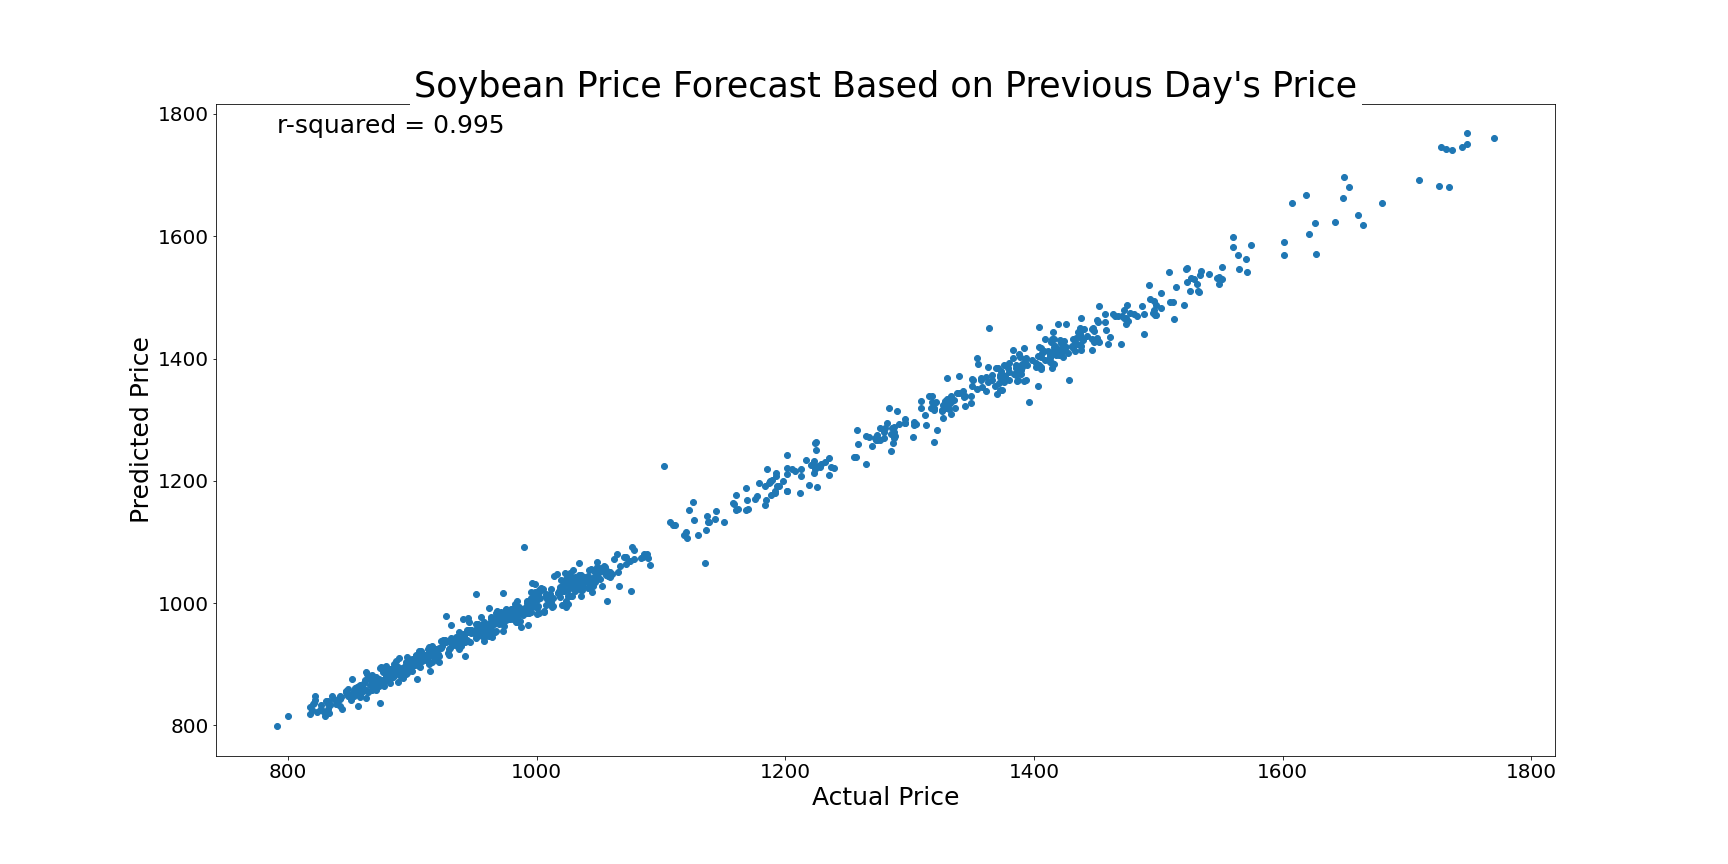 Soybean Price Forecast Based on Previous Day's Price
r-squared = 0.995
1800
1600
1400
1200
1000
800
Predicted Price
800 1000 1200 1400 1600 1800
Actual Price